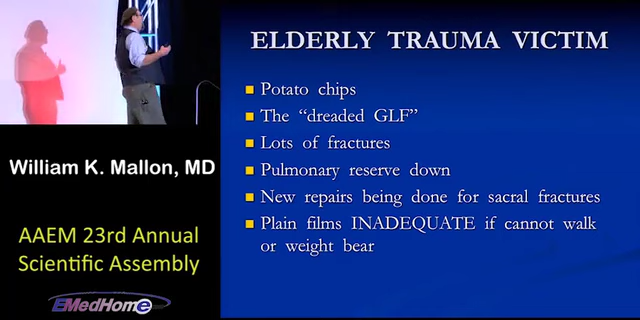 ELDERLY TRAUMA VICTIM
Potato chips
The “dreaded GLF”
Lots of fractures
Pulmonary reserve down
New repairs being done for sacral fractures
Plain films INADEQUATE if cannot walk
or weight bear
William K. Mallon, MD
AAEM 23rd Annual
Scientific Assembly
EMedHome